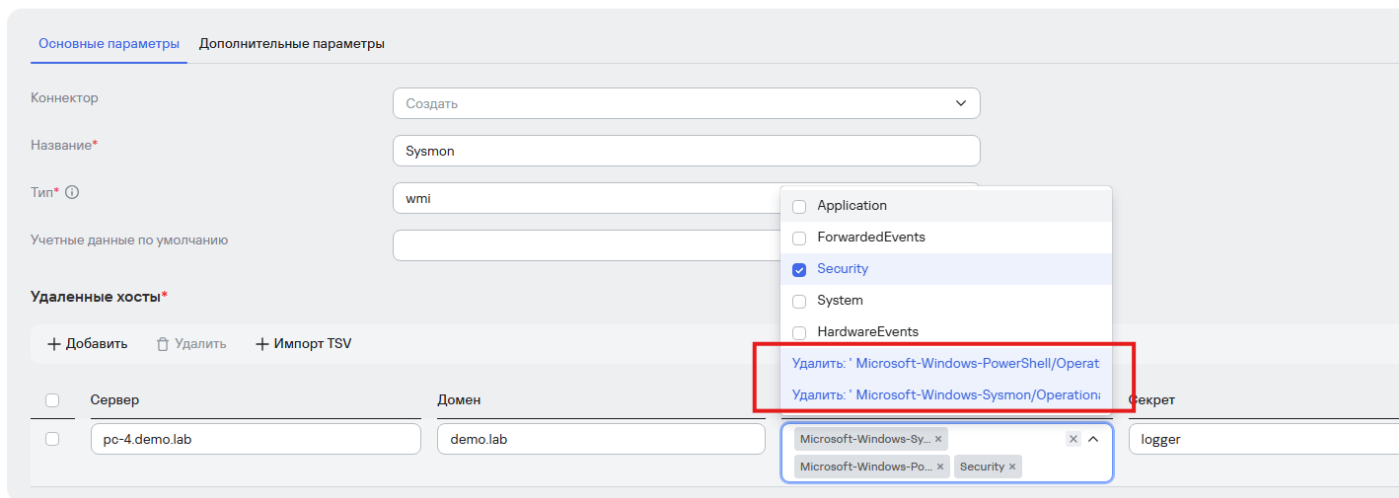 Основные параметры Дополнительные параметры
Коннектор
Создать
Название*
Sysmon
Тип*
wmi
Учетные данные по умолчанию
Application
ForwardedEvents
Security
System
HardwareEvents
Удалить: ' Microsoft-Windows-PowerShell/Operat
Удалить: ' Microsoft-Windows-Sysmon/Operation
Удаленные хосты*
+ Добавить Удалить + Импорт TSV
Сервер Домен Секрет
pc-4.demo.lab demo.lab Microsoft-Windows-Sy... × logger
Microsoft-Windows-Po... × Security ×